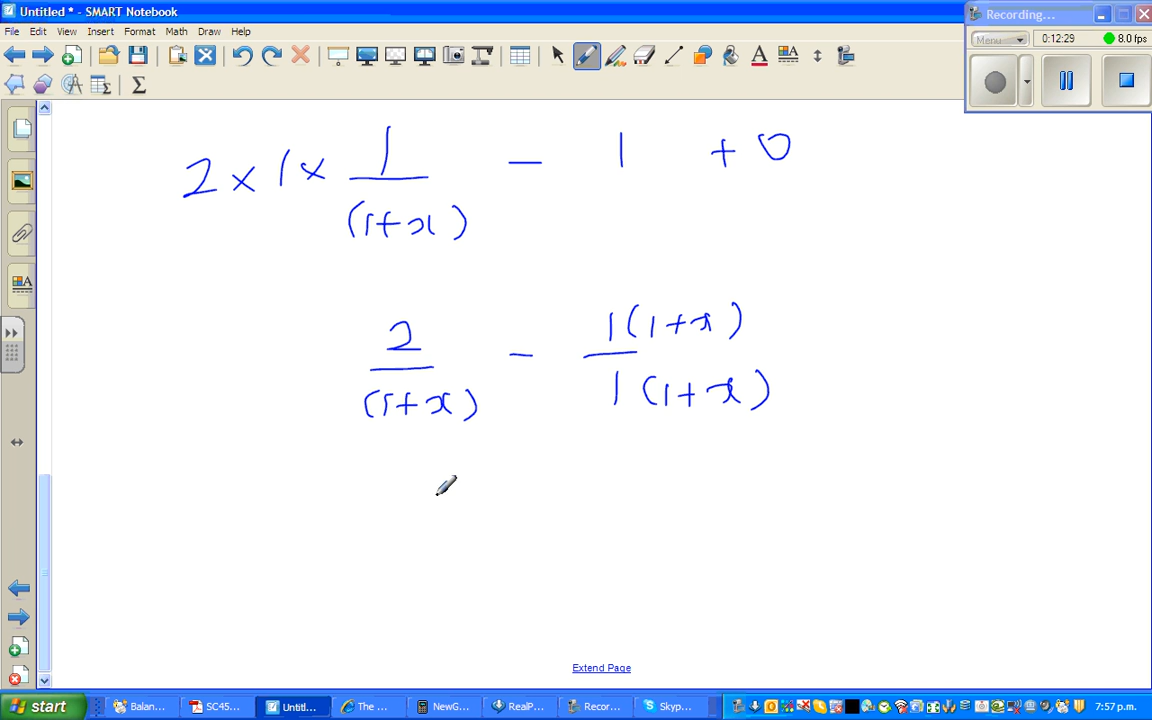 Untitled * - SMART Notebook
Recording...
File Edit View Insert Format Math Draw Help
Menu 0:12:29 8.0 fps
2 × 1 × 1/(1+x) - 1 + 0
2/(1+x) - 1(1+x)/1(1+x)
Extend Page
start Balan... SC45... Untitl... The ... NewG... RealP... Recor... Skyp... 7:57 p.m.